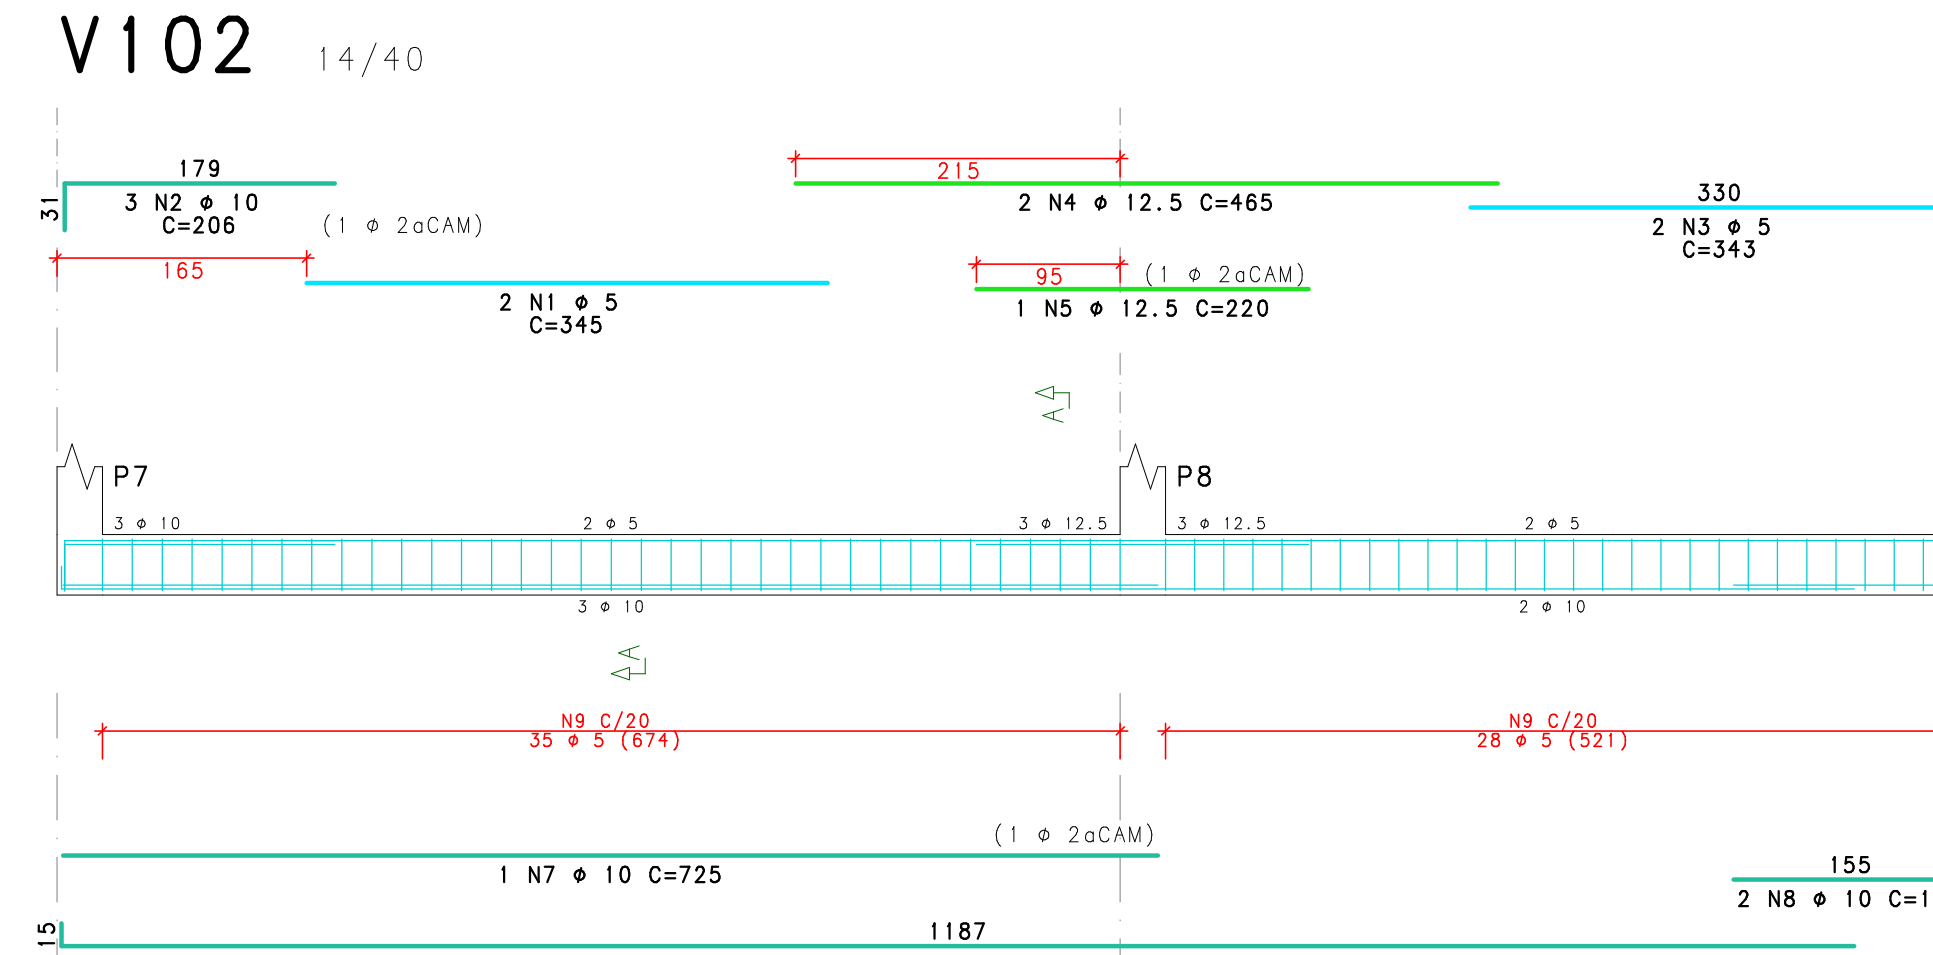 V102 14/40
179
31
3 N2 ø 10
C=206
(1 ø 2aCAM)
165
2 N1 ø 5
C=345
215
2 N4 ø 12.5 C=465
95
(1 ø 2aCAM)
1 N5 ø 12.5 C=220
330
2 N3 ø 5
C=343
A
P7
P8
3 ø 10
2 ø 5
3 ø 12.5
3 ø 12.5
2 ø 5
3 ø 10
2 ø 10
A
N9 C/20
35 ø 5 (674)
N9 C/20
28 ø 5 (521)
(1 ø 2aCAM)
1 N7 ø 10 C=725
155
2 N8 ø 10 C=1
15
1187